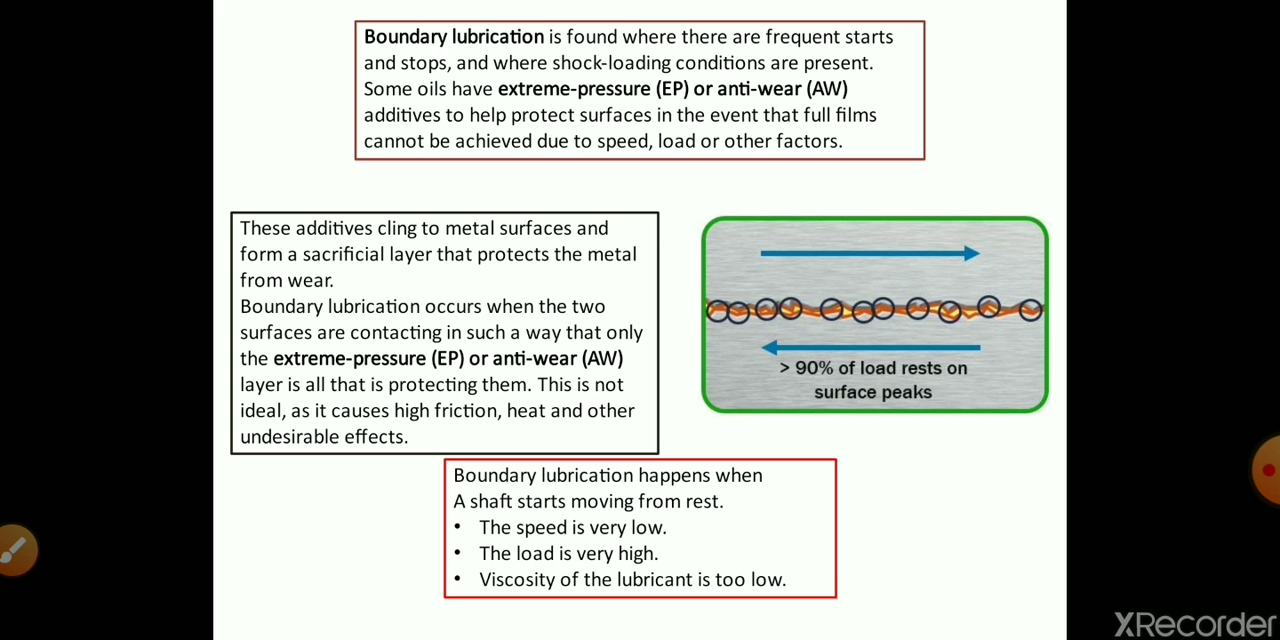 Boundary lubrication is found where there are frequent starts
and stops, and where shock-loading conditions are present.
Some oils have extreme-pressure (EP) or anti-wear (AW)
additives to help protect surfaces in the event that full films
cannot be achieved due to speed, load or other factors.
These additives cling to metal surfaces and
form a sacrificial layer that protects the metal
from wear.
Boundary lubrication occurs when the two
surfaces are contacting in such a way that only
the extreme-pressure (EP) or anti-wear (AW)
layer is all that is protecting them. This is not
ideal, as it causes high friction, heat and other
undesirable effects.
> 90% of load rests on
surface peaks
Boundary lubrication happens when
A shaft starts moving from rest.
• The speed is very low.
• The load is very high.
• Viscosity of the lubricant is too low.
XRecorder